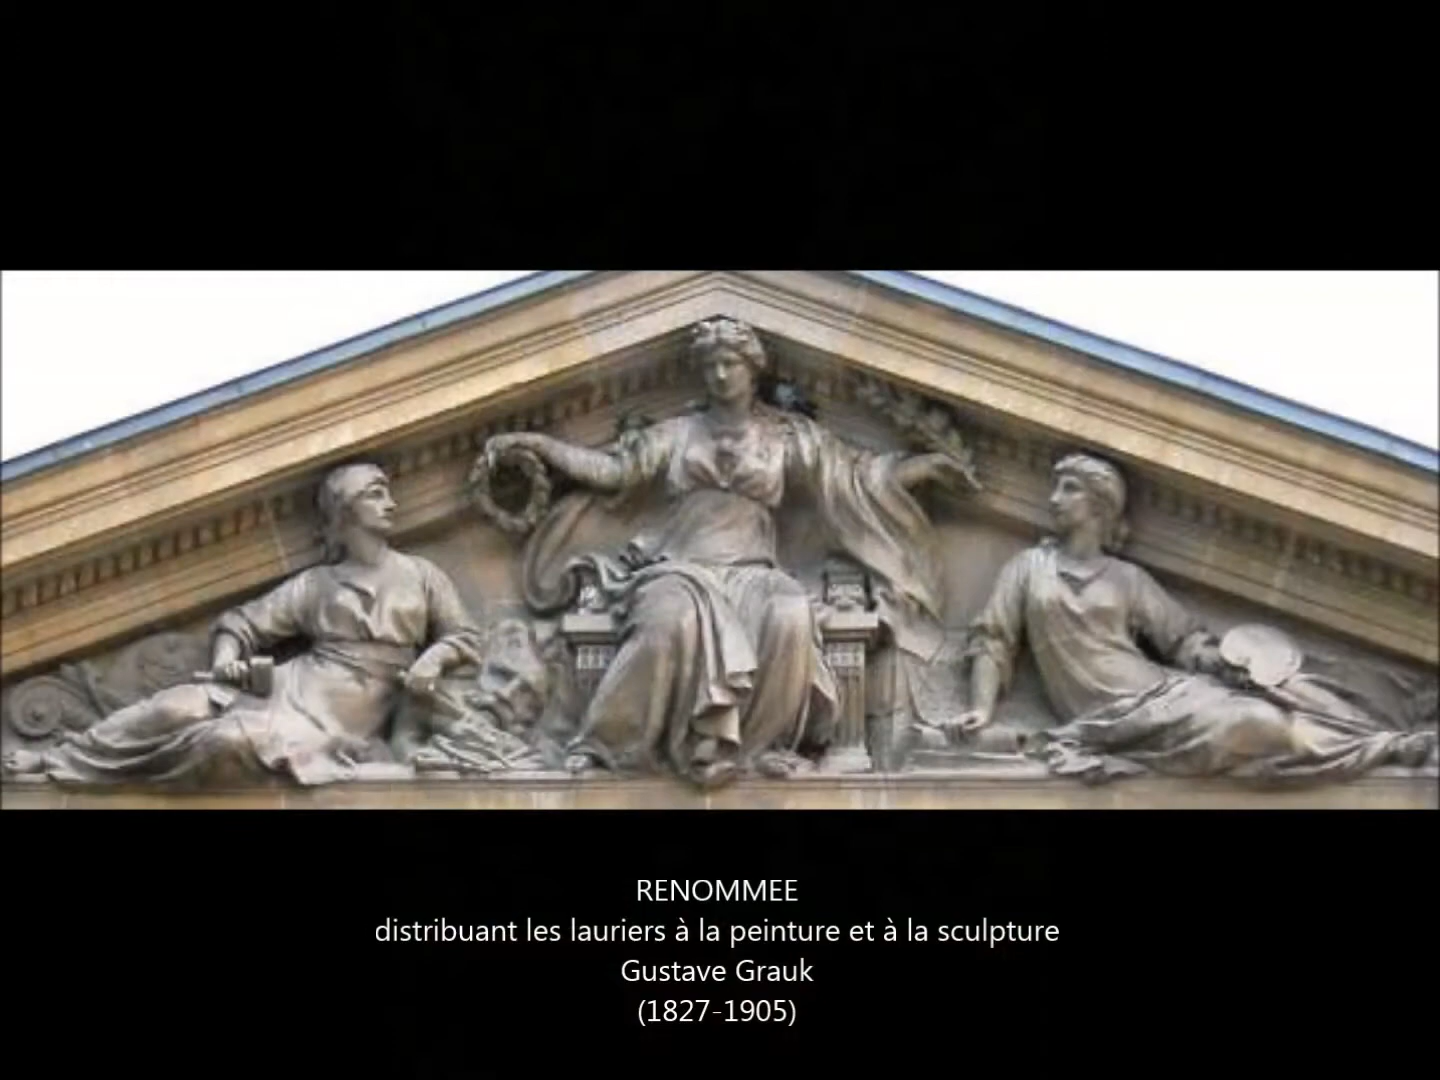 RENOMMEE
distribuant les lauriers à la peinture et à la sculpture
Gustave Grauk
(1827-1905)